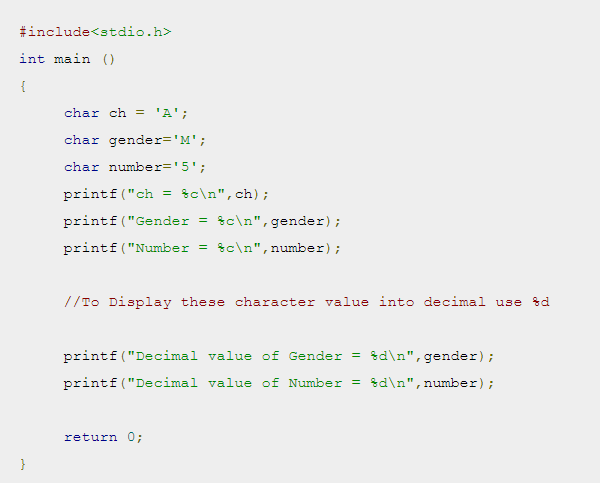 #include<stdio.h>
int main ()
{
char ch = 'A';
char gender='M';
char number='5';
printf("ch = %c\n",ch);
printf("Gender = %c\n",gender);
printf("Number = %c\n",number);
//To Display these character value into decimal use %d
printf("Decimal value of Gender = %d\n",gender);
printf("Decimal value of Number = %d\n",number);
return 0;
}